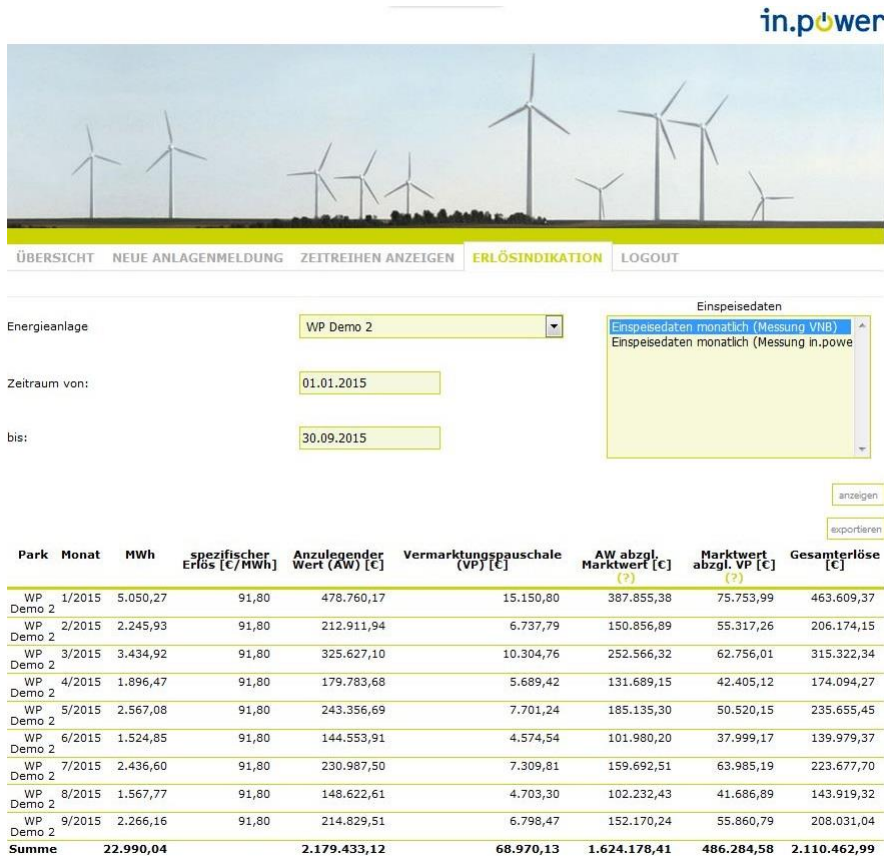 in.power
ÜBERSICHT NEUE ANLAGENMELDUNG ZEITREIHEN ANZEIGEN ERLÖSINDIKATION LOGOUT
Einspeisedaten
Energieanlage WP Demo 2
Einspeisedaten monatlich (Messung VNB)
Einspeisedaten monatlich (Messung in.powe
Zeitraum von: 01.01.2015
bis: 30.09.2015
anzeigen
exportieren
Park Monat MWh spezifischer Erlös [€/MWh] Anzulegender Wert (AW) [€] Vermarktungspauschale (VP) [€] AW abzgl. Marktwert [€] (?) Marktwert abzgl. VP [€] (?) Gesamterlöse [€]
WP Demo 2 1/2015 5.050,27 91,80 478.760,17 15.150,80 387.855,38 75.753,99 463.609,37
WP Demo 2 2/2015 2.245,93 91,80 212.911,94 6.737,79 150.856,89 55.317,26 206.174,15
WP Demo 2 3/2015 3.434,92 91,80 325.627,10 10.304,76 252.566,32 62.756,01 315.322,34
WP Demo 2 4/2015 1.896,47 91,80 179.783,68 5.689,42 131.689,15 42.405,12 174.094,27
WP Demo 2 5/2015 2.567,08 91,80 243.356,69 7.701,24 185.135,30 50.520,15 235.655,45
WP Demo 2 6/2015 1.524,85 91,80 144.553,91 4.574,54 101.980,20 37.999,17 139.979,37
WP Demo 2 7/2015 2.436,60 91,80 230.987,50 7.309,81 159.692,51 63.985,19 223.677,70
WP Demo 2 8/2015 1.567,77 91,80 148.622,61 4.703,30 102.232,43 41.686,89 143.919,32
WP Demo 2 9/2015 2.266,16 91,80 214.829,51 6.798,47 152.170,24 55.860,79 208.031,04
Summe 22.990,04 2.179.433,12 68.970,13 1.624.178,41 486.284,58 2.110.462,99